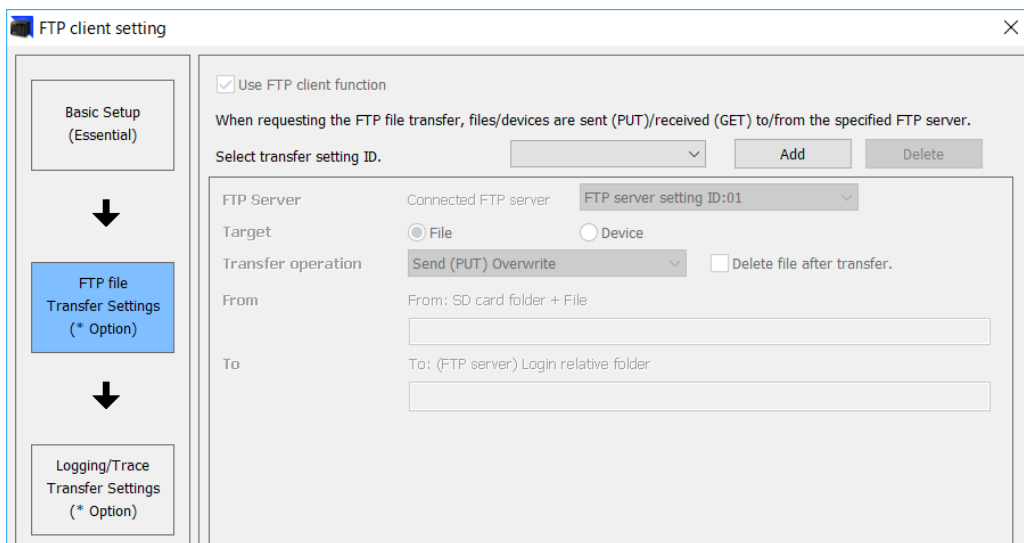 FTP client setting
Basic Setup
(Essential)
FTP file
Transfer Settings
(* Option)
Logging/Trace
Transfer Settings
(* Option)
Use FTP client function
When requesting the FTP file transfer, files/devices are sent (PUT)/received (GET) to/from the specified FTP server.
Select transfer setting ID. Add Delete
FTP Server Connected FTP server FTP server setting ID:01
Target File Device
Transfer operation Send (PUT) Overwrite Delete file after transfer.
From From: SD card folder + File
To To: (FTP server) Login relative folder